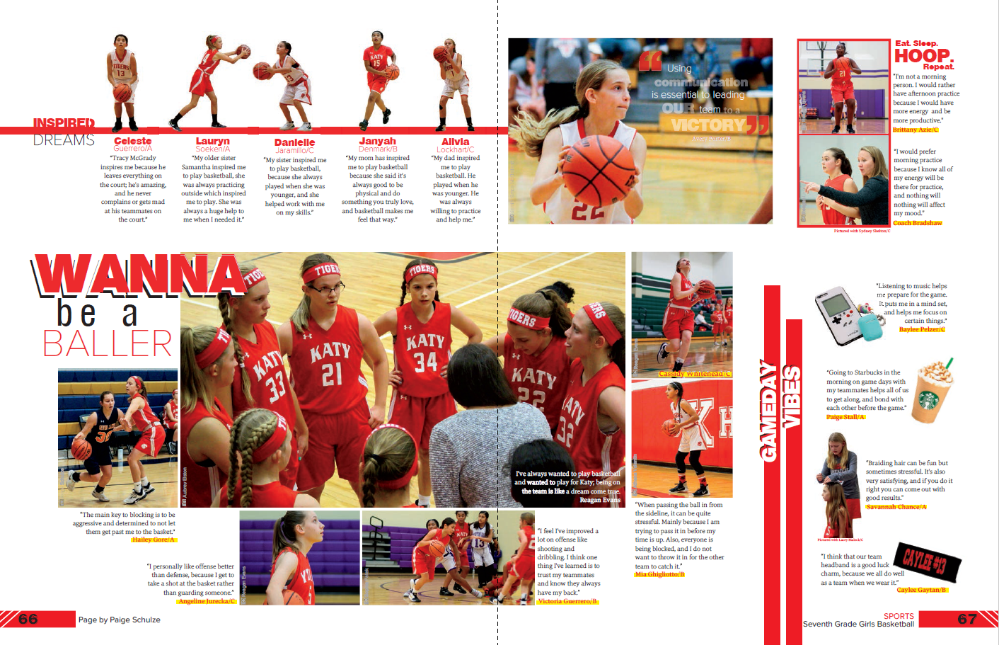 INSPIRED
DREAMS
Celeste
Guerrero/A
"Tracy McGrady
inspires me because he
leaves everything on
the court; he's amazing,
and he never
complains or gets mad
at his teammates on
the court."
Lauryn
Soeken/A
"My older sister
Samantha inspired me
to play basketball, she
was always practicing
outside which inspired
me to play. She was
always a huge help to
me when I needed it."
Danielle
Jaramillo/C
"My sister inspired me
to play basketball,
because she always
played when she was
younger, and she
helped work with me
on my skills."
Janyah
Denmark/B
"My mom has inspired
me to play basketball
because she said it's
always good to be
physical and do
something you truly love,
and basketball makes me
feel that way."
Alivia
Lockhart/C
"My dad inspired
me to play
basketball. He
played when he
was younger. He
was always
willing to practice
and help me."
TIGERS
13
KATY
15
“
Using
communication
is essential to leading
OUR team to a
VICTORY”
22
21
Eat. Sleep.
HOOP.
Repeat.
"I'm not a morning
person. I would rather
have afternoon practice
because I would have
more energy and be
more productive."
Brittany Azie/C
"I would prefer
morning practice
because I know all of
my energy will be
there for practice,
and nothing will
nothing will affect
my mood."
Coach Bradshaw
Pictured with Sydney Skelton/C
WANNA
be a
BALLER
TIGERS
TIGERS
TIGERS
KATY
33
KATY
21
KATY
34
KATY
22
KATY
32
Aubrey Elston
I've always wanted to play basketball
and wanted to play for Katy; being on
the team is like a dream come true.
Reagan Evans
"The main key to blocking is to be
aggressive and determined to not let
them get past me to the basket."
Hailey Gore/A
"I personally like offense better
than defense, because I get to
take a shot at the basket rather
than guarding someone."
Angeline Jurecka/C
Reagan Evans
KATY
13
"I feel I've improved a
lot on offense like
shooting and
dribbling. I think one
thing I've learned is to
trust my teammates
and know they always
have my back."
Victoria Guerrero/B
Cassidy Whitehead/C
"When passing the ball in from
the sideline, it can be quite
stressful. Mainly because I am
trying to pass it in before my
time is up. Also, everyone is
being blocked, and I do not
want to throw it in for the other
team to catch it."
Mia Ghigliotto/B
GAMEDAY
VIBES
"Listening to music helps
me prepare for the game.
It puts me in a mind set,
and helps me focus on
certain things."
Baylee Pelzer/C
"Going to Starbucks in the
morning on game days with
my teammates helps all of us
to get along, and bond with
each other before the game."
Paige Stall/A
"Braiding hair can be fun but
sometimes stressful. It's also
very satisfying, and if you do it
right you can come out with
good results."
Savannah Chance/A
"I think that our team
headband is a good luck
charm, because we all do well
as a team when we wear it."
Caylee Gaytan/B
CAYLEE #13
66
Page by Paige Schulze
SPORTS
Seventh Grade Girls Basketball
67